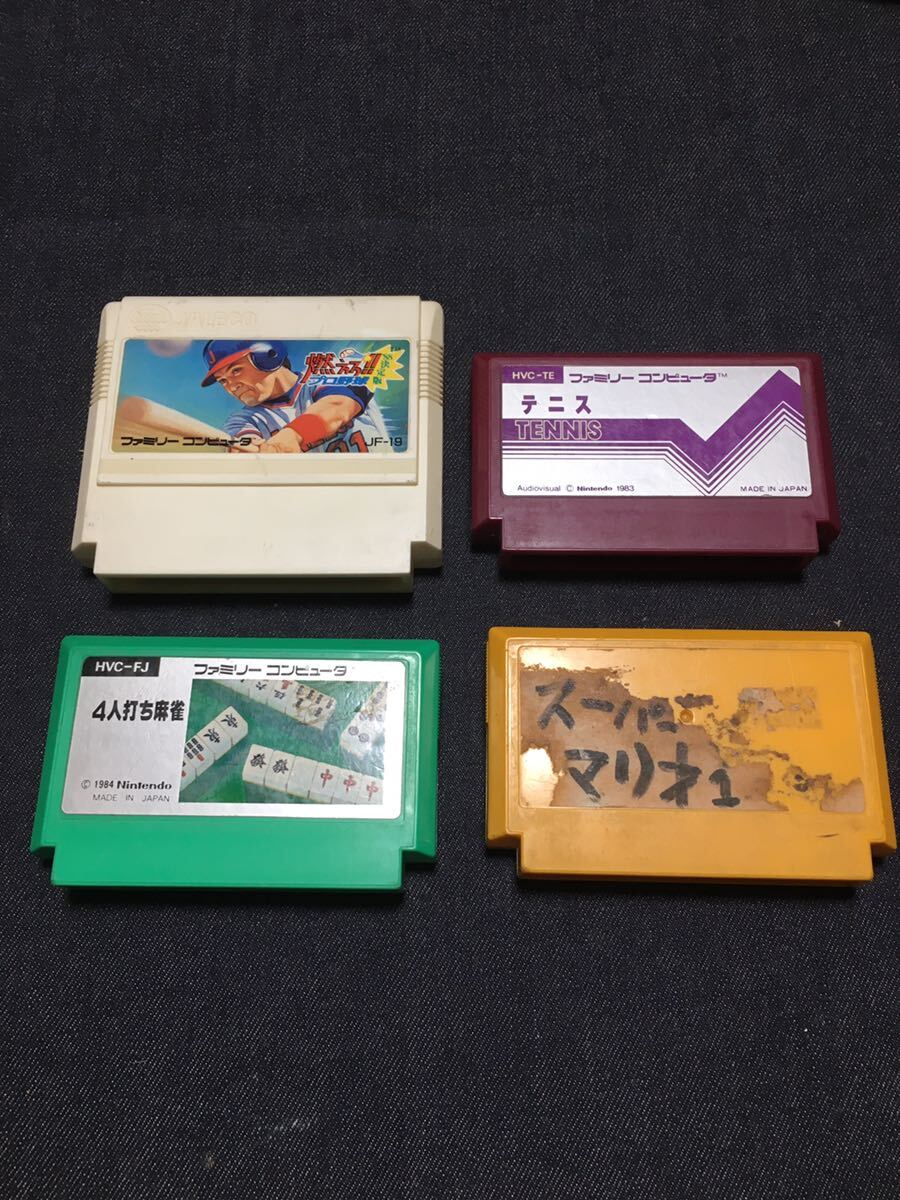 JALECO
燃えろ!!
プロ野球
決定版
ファミリー コンピュータ
JF-19
HVC-TE ファミリー コンピュータ™
テニス
TENNIS
Audiovisual © Nintendo 1983
MADE IN JAPAN
HVC-FJ ファミリー コンピュータ
4人打ち麻雀
© 1984 Nintendo
MADE IN JAPAN
スーパー
マリオ1